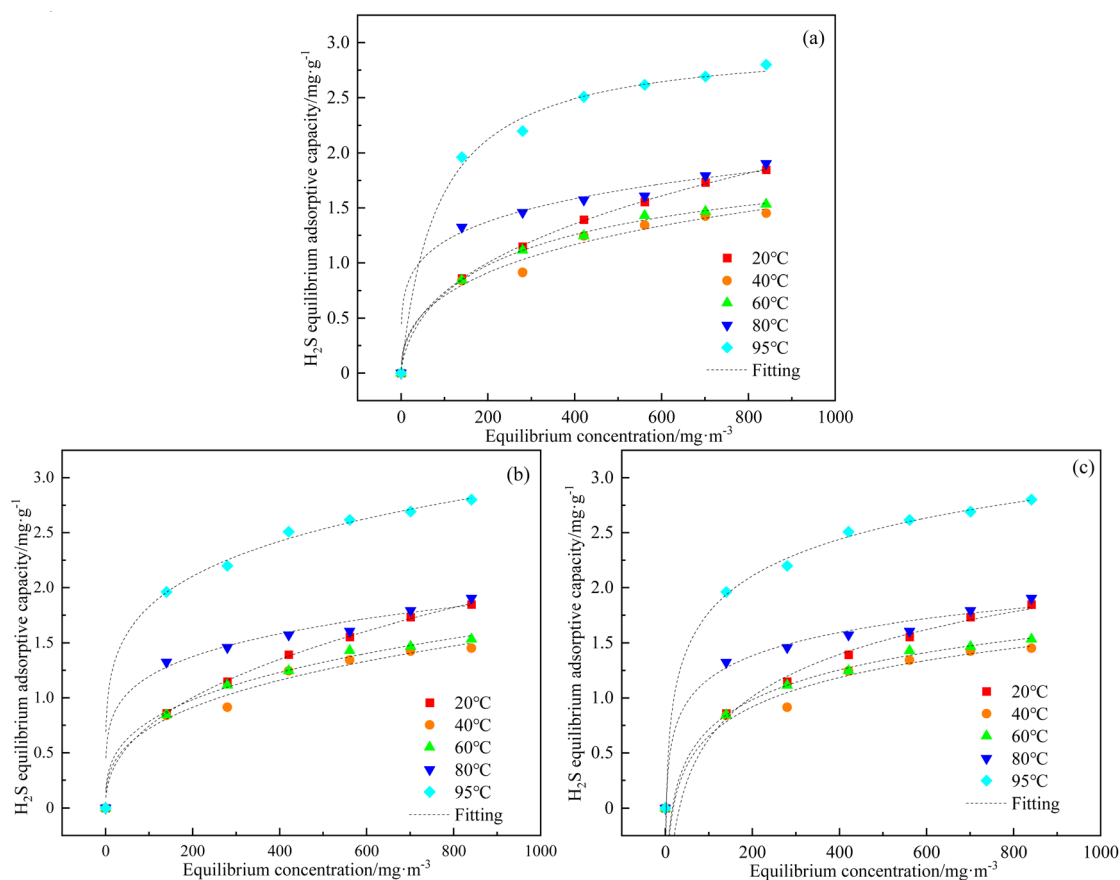 (a)
H₂S equilibrium adsorptive capacity/mg·g⁻¹
3.0
2.5
2.0
1.5
1.0
0.5
0
20℃
40℃
60℃
80℃
95℃
Fitting
0 200 400 600 800 1000
Equilibrium concentration/mg·m⁻³
(b)
H₂S equilibrium adsorptive capacity/mg·g⁻¹
3.0
2.5
2.0
1.5
1.0
0.5
0
20℃
40℃
60℃
80℃
95℃
Fitting
0 200 400 600 800 1000
Equilibrium concentration/mg·m⁻³
(c)
H₂S equilibrium adsorptive capacity/mg·g⁻¹
3.0
2.5
2.0
1.5
1.0
0.5
0
20℃
40℃
60℃
80℃
95℃
Fitting
0 200 400 600 800 1000
Equilibrium concentration/mg·m⁻³